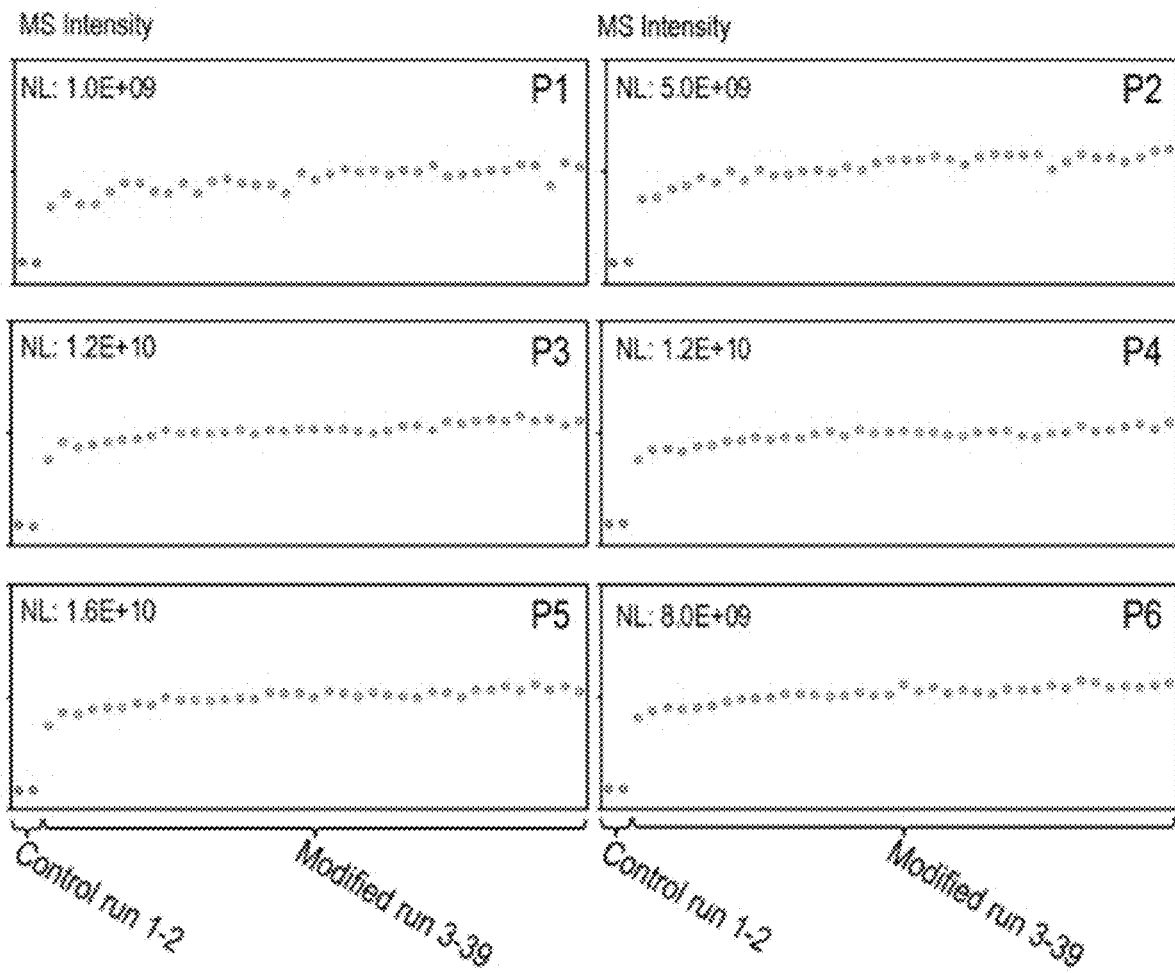 MS Intensity
MS Intensity
NL: 1.0E+09
P1
NL: 5.0E+09
P2
NL: 1.2E+10
P3
NL: 1.2E+10
P4
NL: 1.6E+10
P5
NL: 8.0E+09
P6
Control run 1-2
Modified run 3-39
Control run 1-2
Modified run 3-39